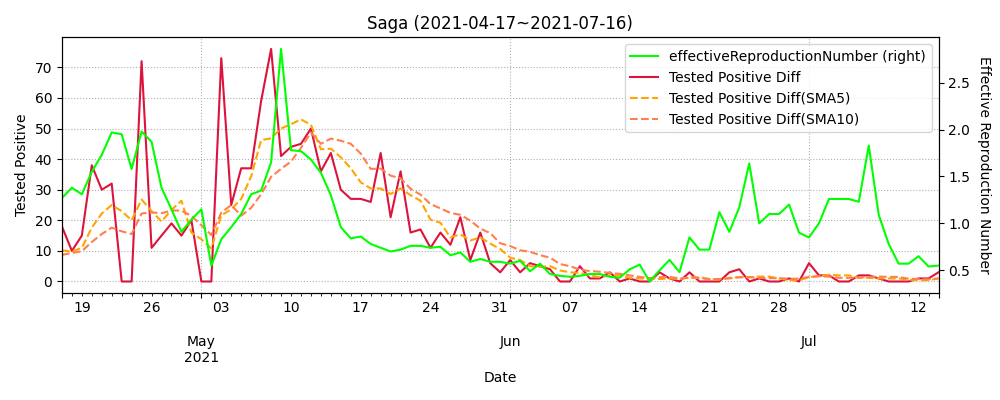 Saga (2021-04-17~2021-07-16)
effectiveReproductionNumber (right)
Tested Positive Diff
Tested Positive Diff(SMA5)
Tested Positive Diff(SMA10)
Tested Positive
70
60
50
40
30
20
10
0
Effective Reproduction Number
2.5
2.0
1.5
1.0
0.5
19 26 03 10 17 24 31 07 14 21 28 05 12
May Jun Jul
2021
Date